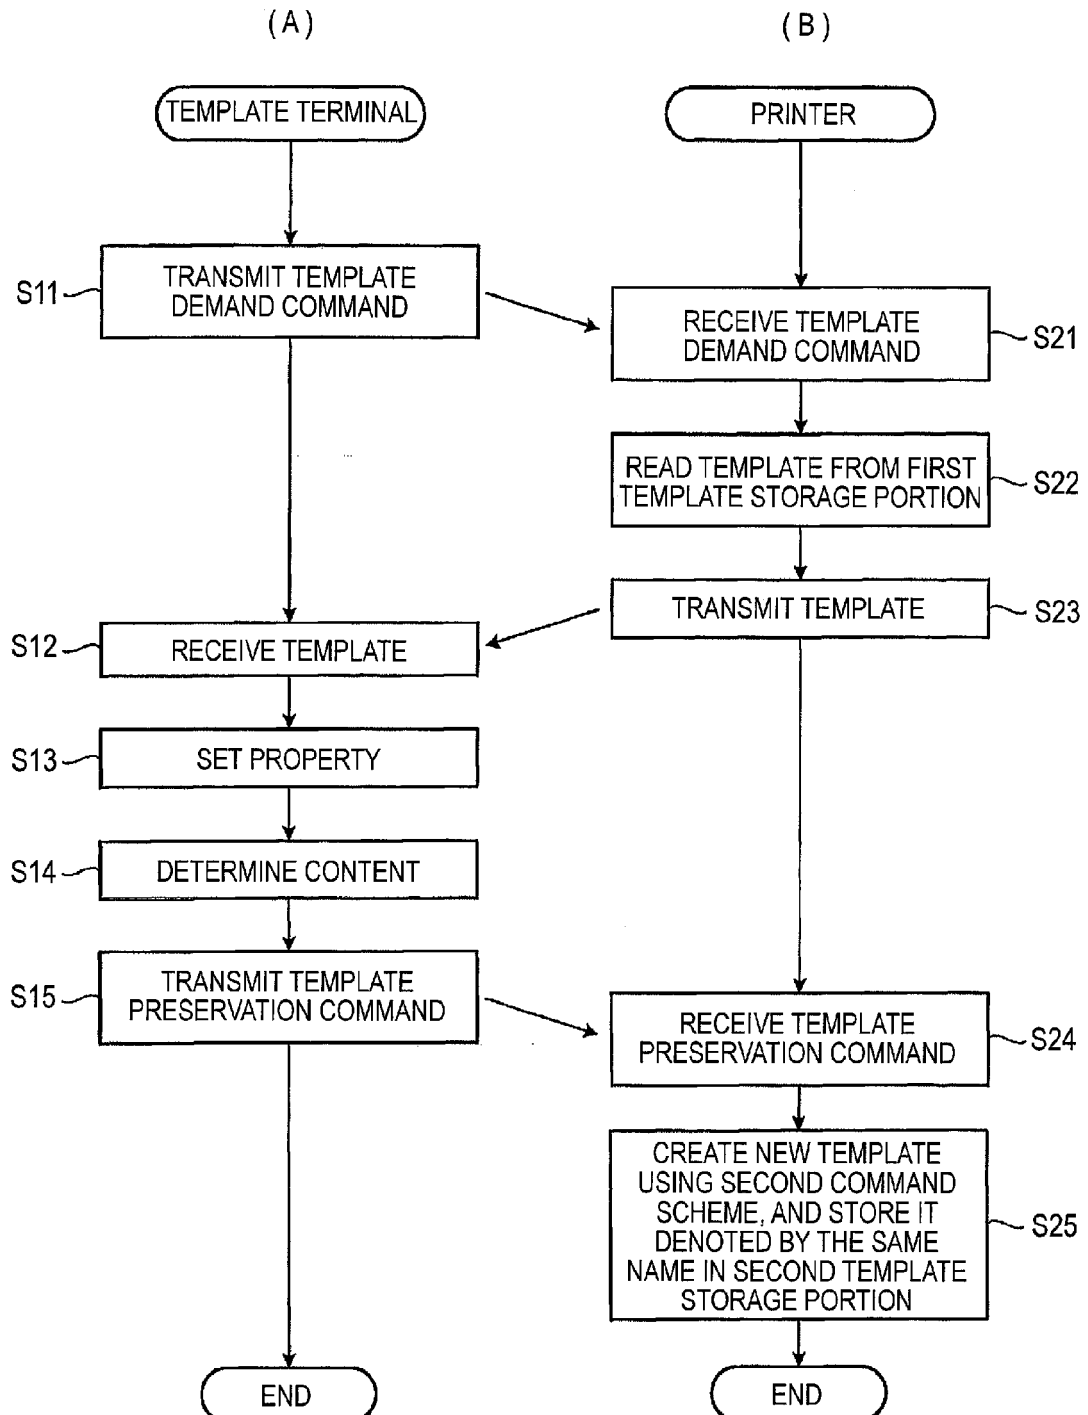 (A)
(B)
TEMPLATE TERMINAL
PRINTER
S11
TRANSMIT TEMPLATE
DEMAND COMMAND
RECEIVE TEMPLATE
DEMAND COMMAND
S21
READ TEMPLATE FROM FIRST
TEMPLATE STORAGE PORTION
S22
TRANSMIT TEMPLATE
S23
S12
RECEIVE TEMPLATE
S13
SET PROPERTY
S14
DETERMINE CONTENT
S15
TRANSMIT TEMPLATE
PRESERVATION COMMAND
RECEIVE TEMPLATE
PRESERVATION COMMAND
S24
CREATE NEW TEMPLATE
USING SECOND COMMAND
SCHEME, AND STORE IT
DENOTED BY THE SAME
NAME IN SECOND TEMPLATE
STORAGE PORTION
S25
END
END